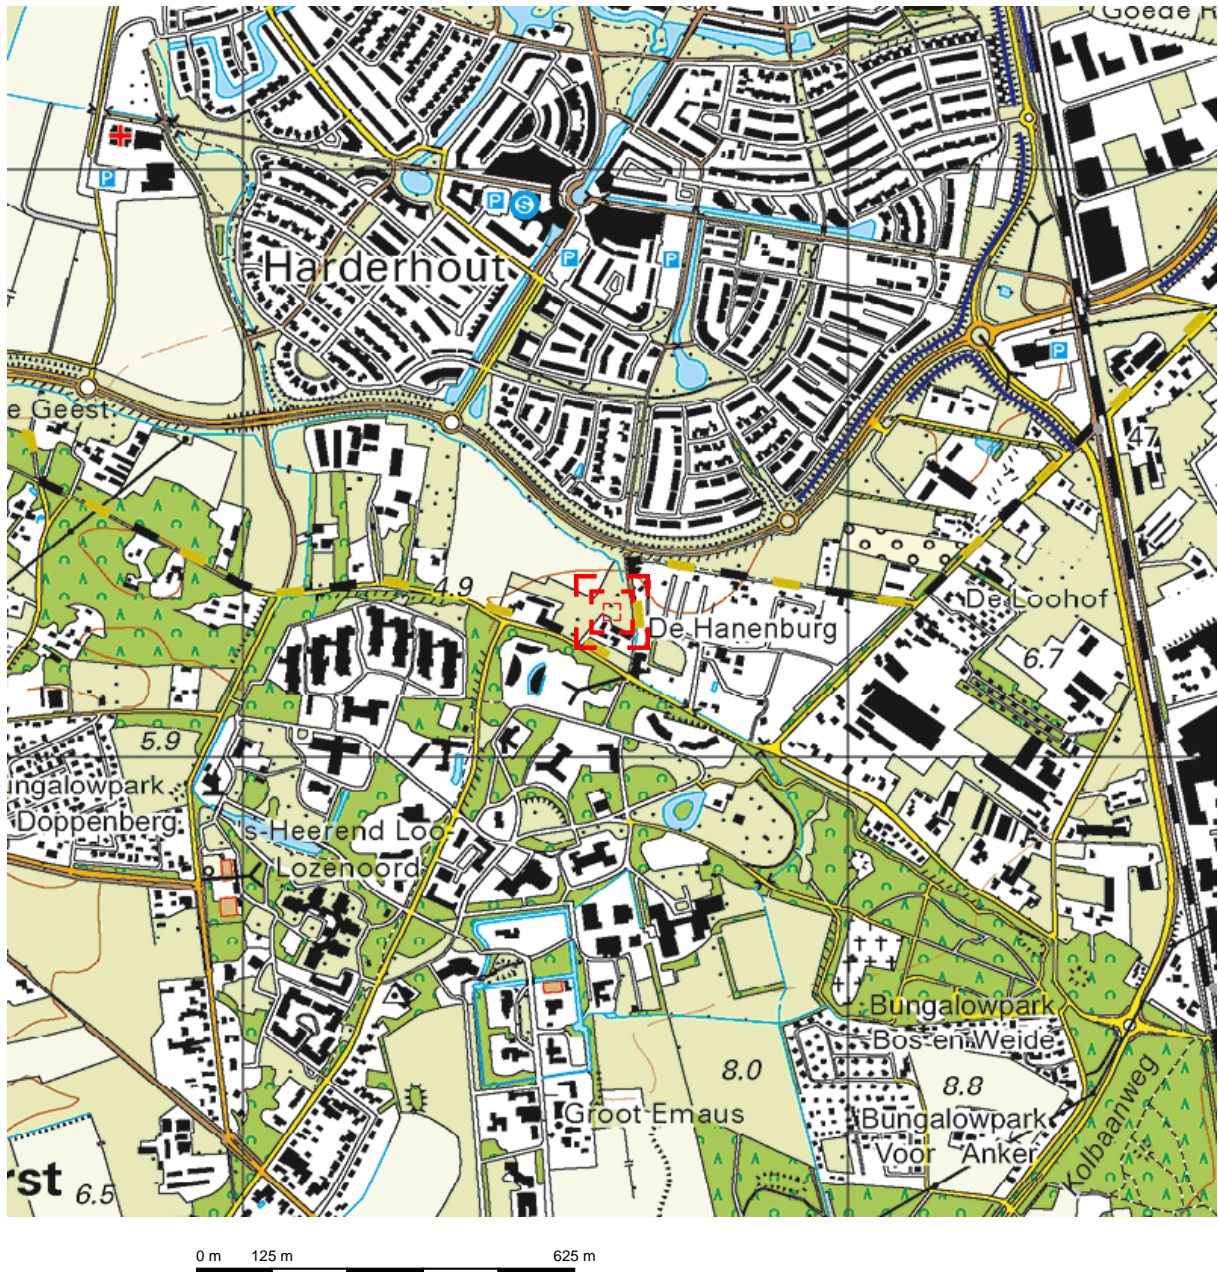 Goede
P
P
S
Harderhout
P
P
P
e Geest
47
4.9
De Loohof
De Hanenburg
6.7
5.9
ungalowpark
Doppenberg
's-Heerend Loo-
Lozenoord
Bungalowpark
Bos en Weide
8.0
8.8
Groot Emaus
Bungalowpark
Voor Anker
Kolbaanweg
rst
6.5
0 m 125 m 625 m